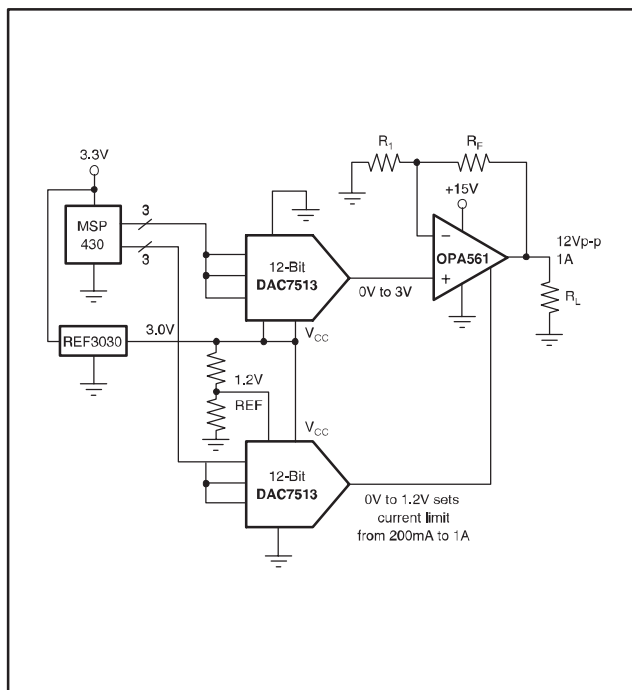 3.3V
MSP
430
3
3
12-Bit
DAC7513
0V to 3V
R1
RF
+15V
−
OPA561
+
12Vp-p
1A
RL
REF3030
3.0V
VCC
1.2V
REF
VCC
12-Bit
DAC7513
0V to 1.2V sets
current limit
from 200mA to 1A